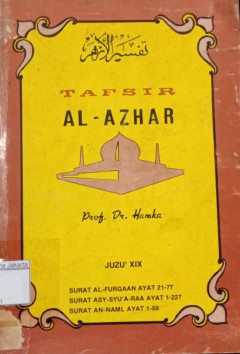 تفسير الأزهر
TAFSIR
AL-AZHAR
Prof. Dr. Hamka
JUZU' XIX
SURAT AL-FURQAAN AYAT 21-77
SURAT ASY-SYU'A-RAA AYAT 1-227
SURAT AN-NAML AYAT 1-59
Jakarta